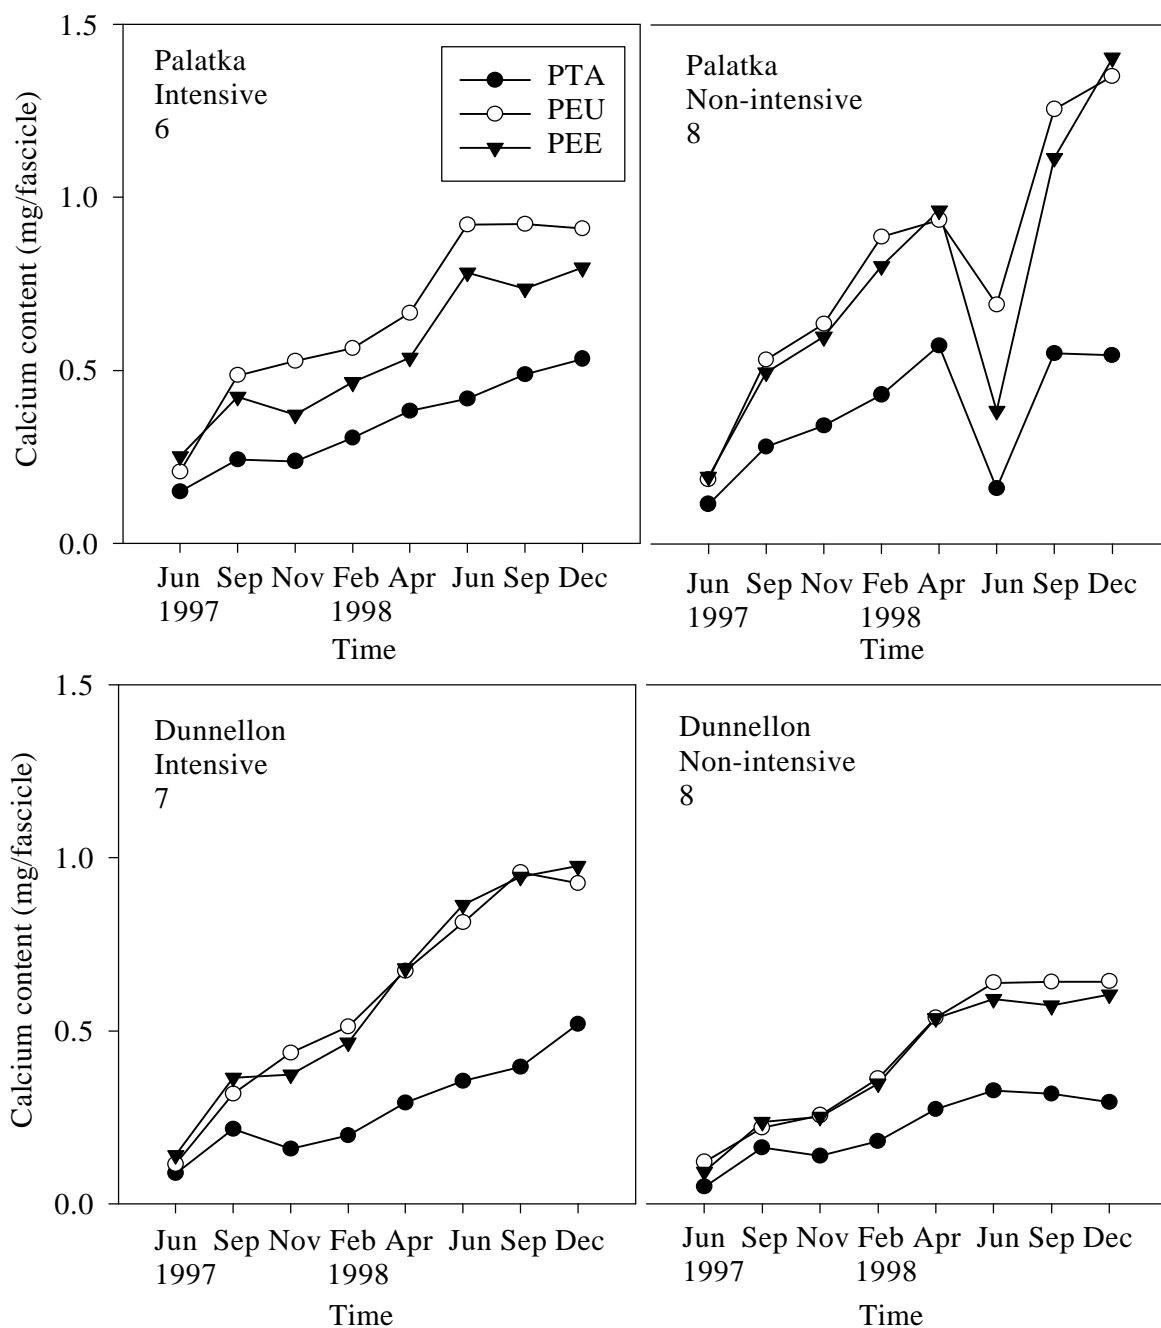 1.5
1.0
0.5
0.0
Calcium content (mg/fascicle)
Palatka
Intensive
6
PTA
PEU
PEE
Jun Sep Nov Feb Apr Jun Sep Dec
1997 1998
Time
Palatka
Non-intensive
8
Jun Sep Nov Feb Apr Jun Sep Dec
1997 1998
Time
1.5
1.0
0.5
0.0
Calcium content (mg/fascicle)
Dunnellon
Intensive
7
Jun Sep Nov Feb Apr Jun Sep Dec
1997 1998
Time
Dunnellon
Non-intensive
8
Jun Sep Nov Feb Apr Jun Sep Dec
1997 1998
Time